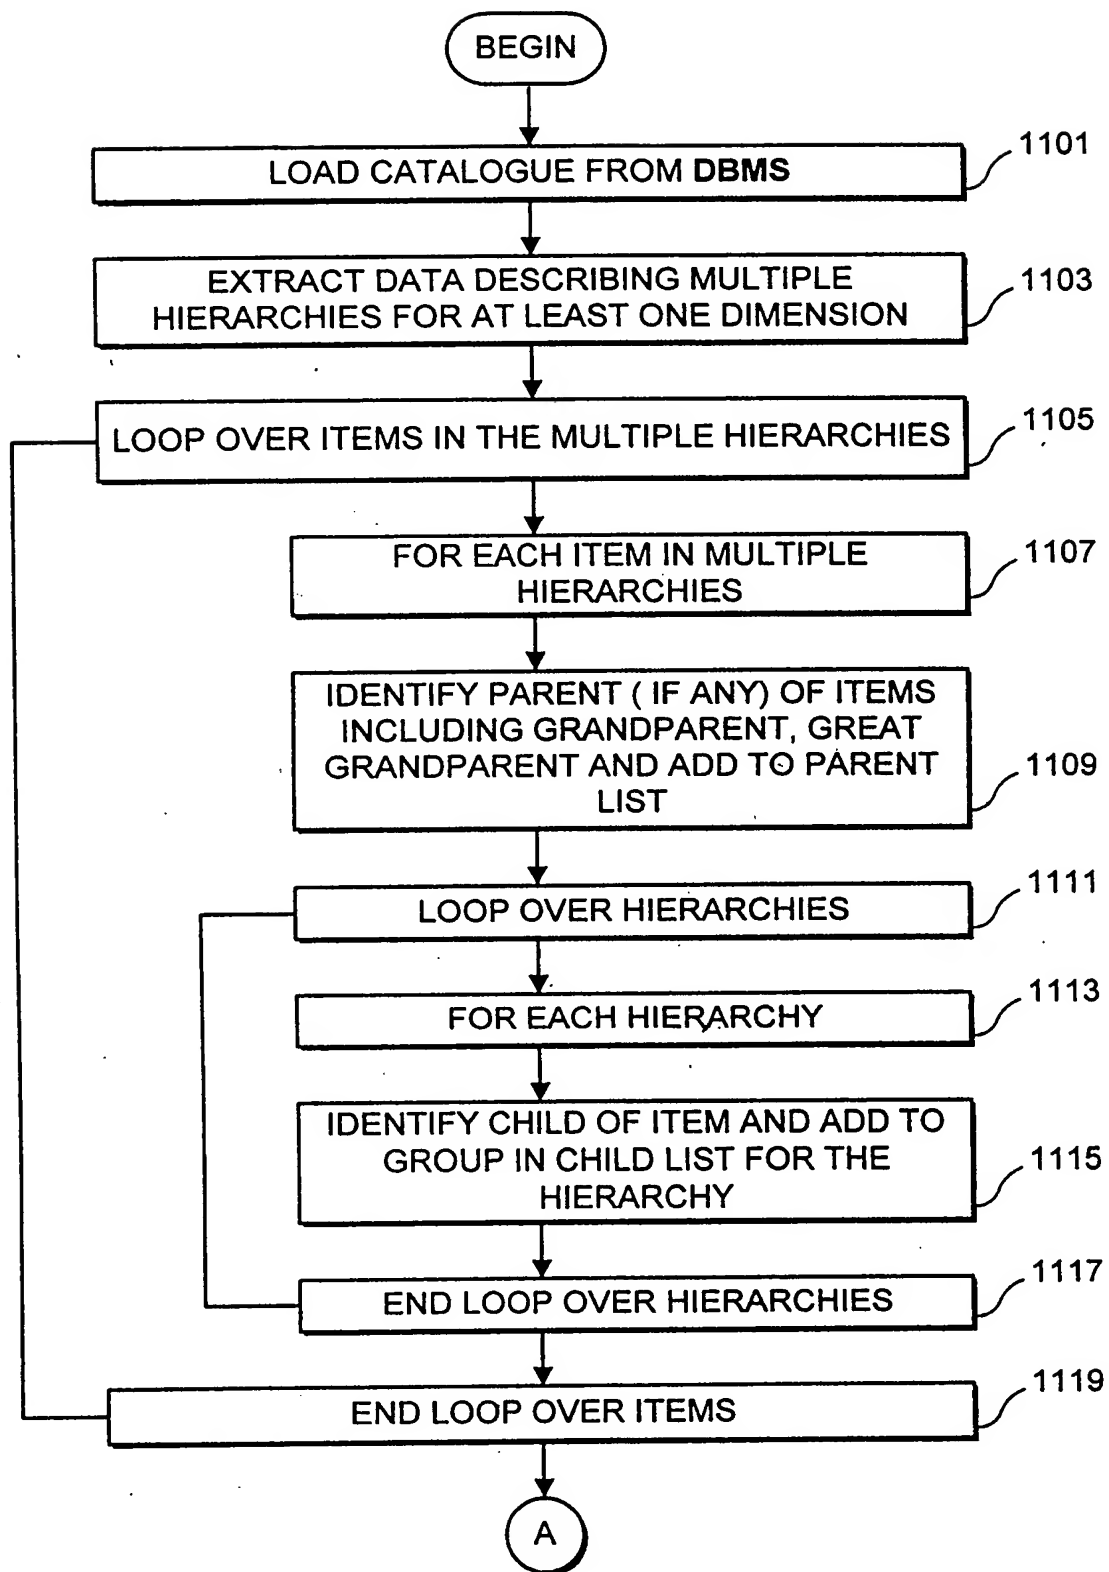 BEGIN
LOAD CATALOGUE FROM DBMS
1101
EXTRACT DATA DESCRIBING MULTIPLE
HIERARCHIES FOR AT LEAST ONE DIMENSION
1103
LOOP OVER ITEMS IN THE MULTIPLE HIERARCHIES
1105
FOR EACH ITEM IN MULTIPLE
HIERARCHIES
1107
IDENTIFY PARENT ( IF ANY) OF ITEMS
INCLUDING GRANDPARENT, GREAT
GRANDPARENT AND ADD TO PARENT
LIST
1109
LOOP OVER HIERARCHIES
1111
FOR EACH HIERARCHY
1113
IDENTIFY CHILD OF ITEM AND ADD TO
GROUP IN CHILD LIST FOR THE
HIERARCHY
1115
END LOOP OVER HIERARCHIES
1117
END LOOP OVER ITEMS
1119
A